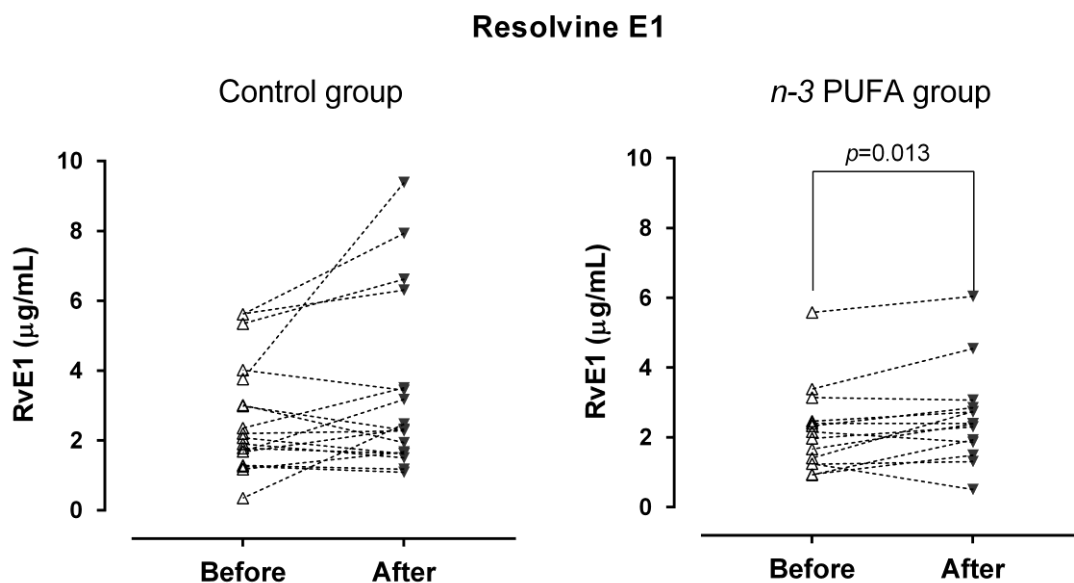 Resolvine E1
Control group
RvE1 (μg/mL)
10
8
6
4
2
0
Before After
n-3 PUFA group
p=0.013
RvE1 (μg/mL)
10
8
6
4
2
0
Before After